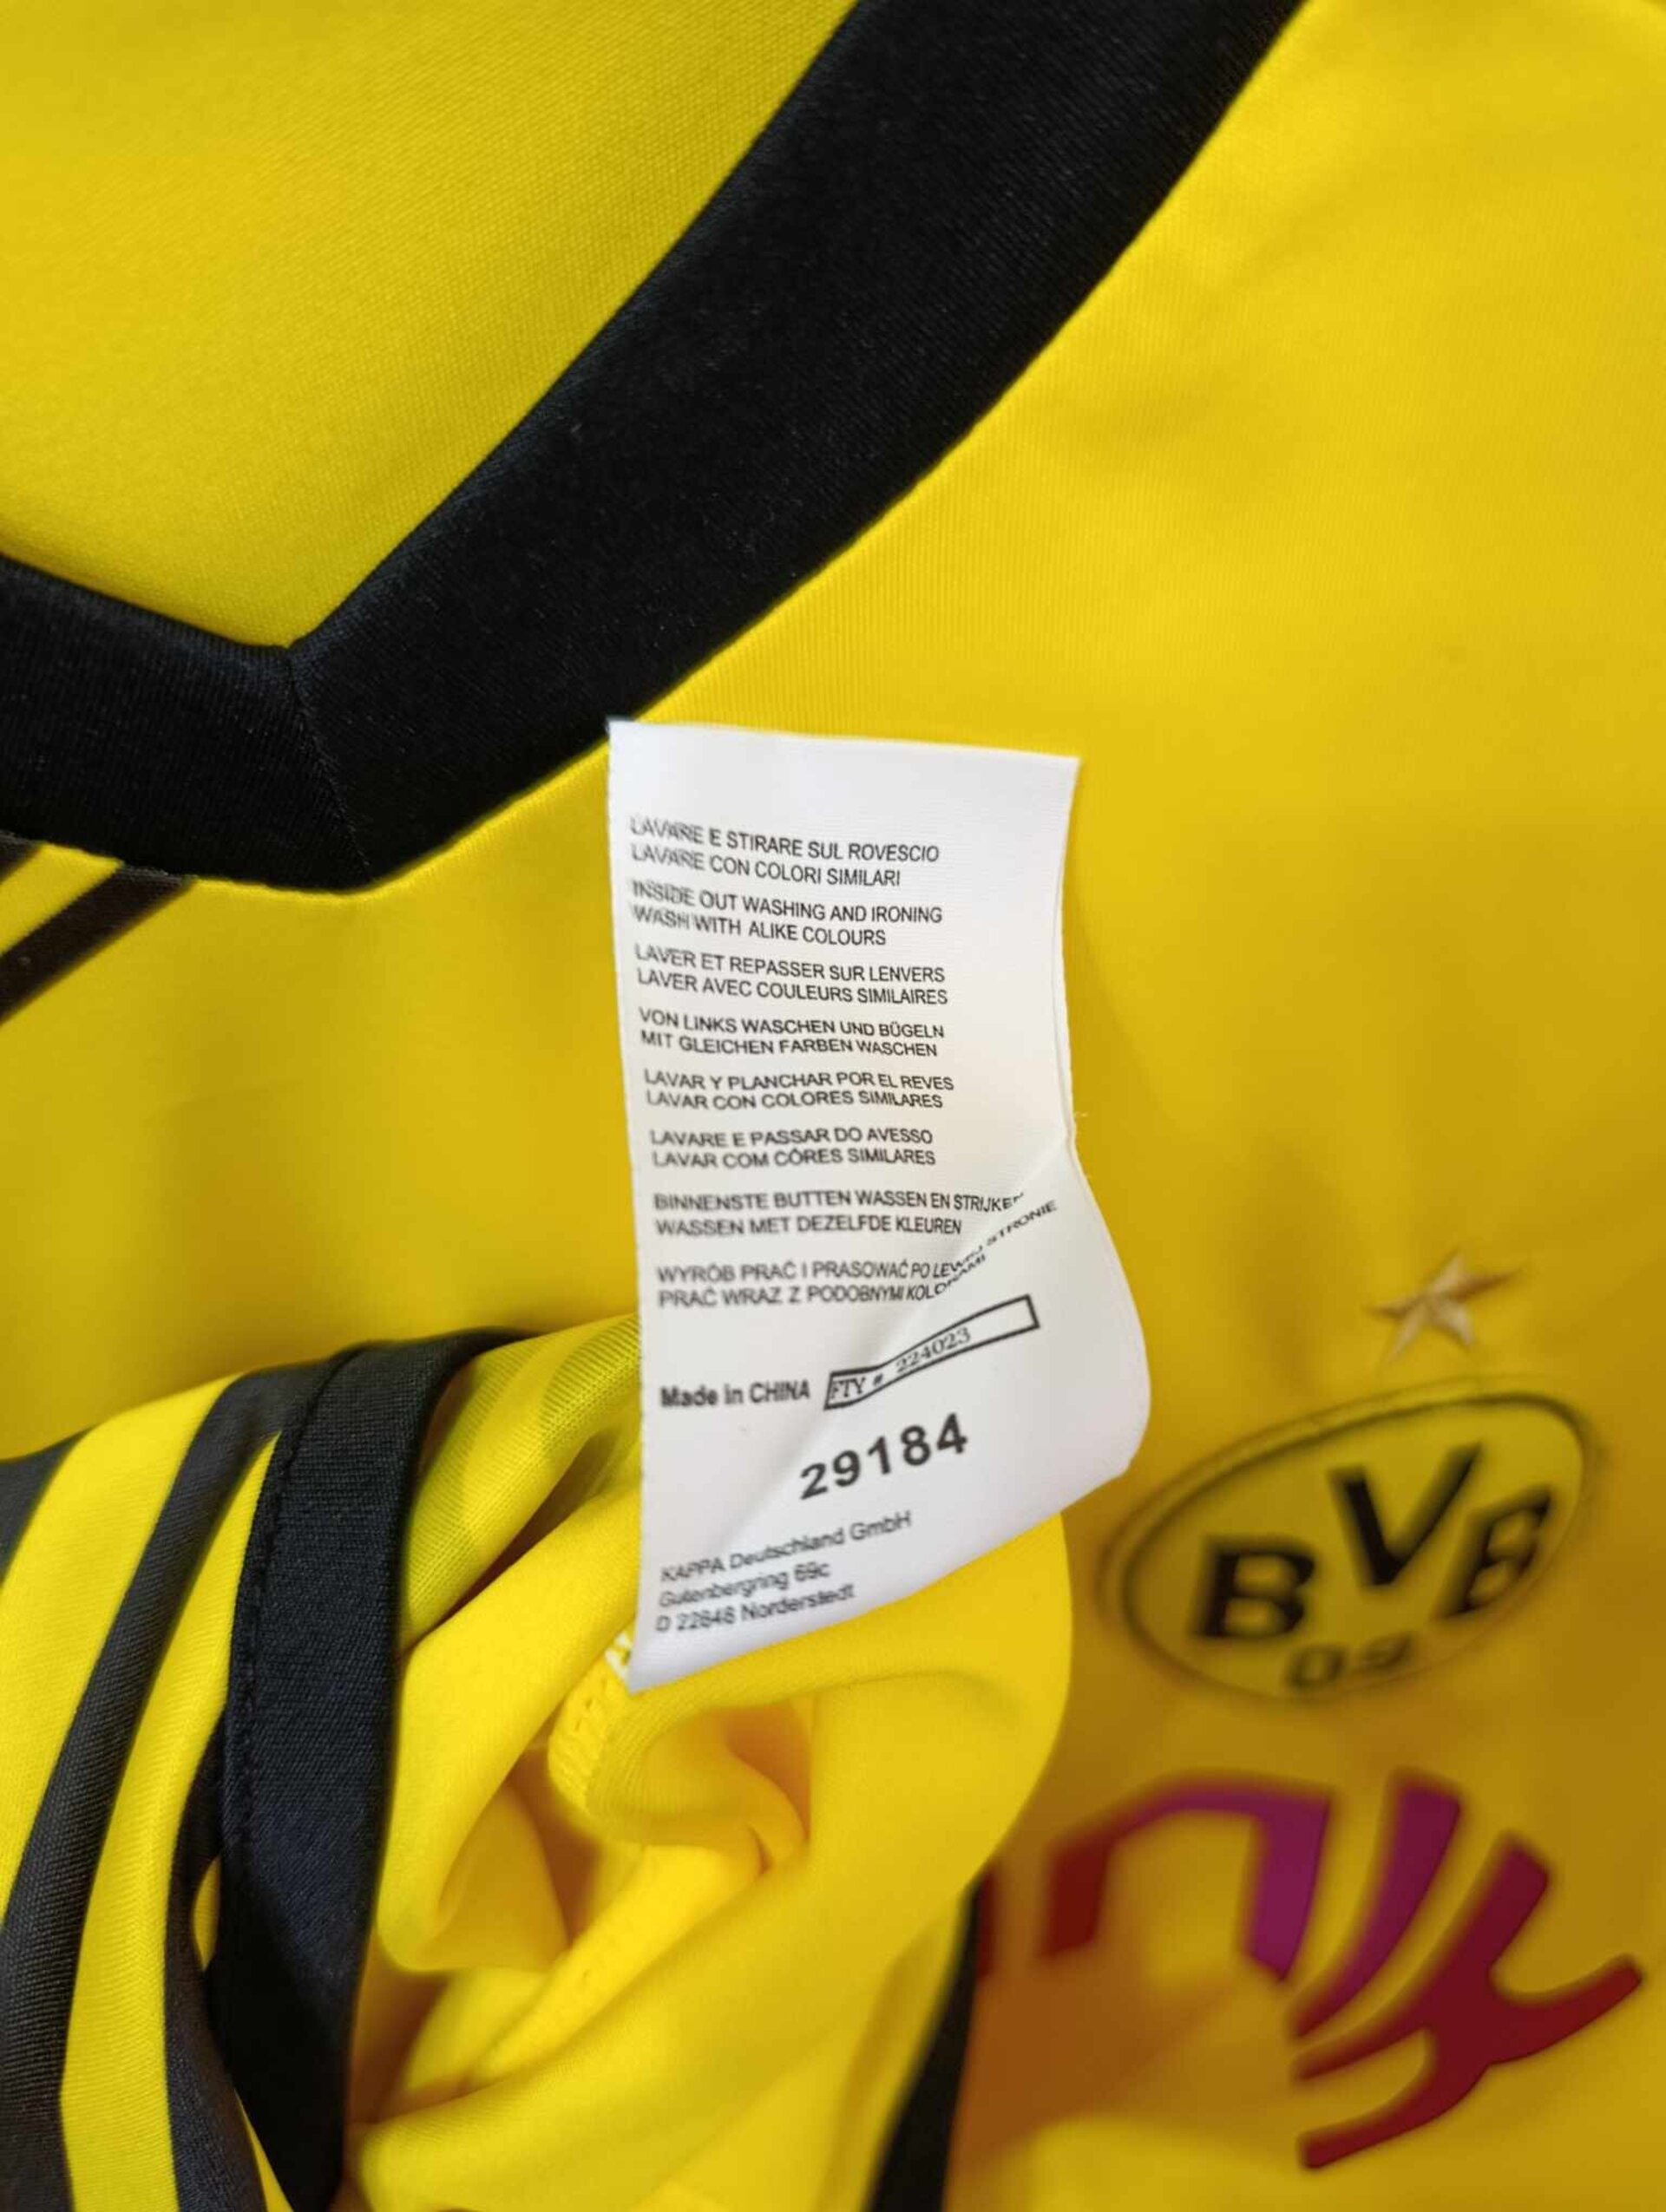 LAVARE E STIRARE SUL ROVESCIO
LAVARE CON COLORI SIMILARI
INSIDE OUT WASHING AND IRONING
WASH WITH ALIKE COLOURS
LAVER ET REPASSER SUR LENVERS
LAVER AVEC COULEURS SIMILAIRES
VON LINKS WASCHEN UND BÜGELN
MIT GLEICHEN FARBEN WASCHEN
LAVAR Y PLANCHAR POR EL REVES
LAVAR CON COLORES SIMILARES
LAVARE E PASSAR DO AVESSO
LAVAR COM CÔRES SIMILARES
BINNENSTE BUTTEN WASSEN EN STRIJKEN
WASSEN MET DEZELFDE KLEUREN
WYRÓB PRAĆ I PRASOWAĆ PO LEWEJ STRONIE
PRAĆ WRAZ Z PODOBNYMI KOLORAMI
Made in CHINA FTY # 224023
29184
KAPPA Deutschland GmbH
Gutenbergring 69c
D 22848 Norderstedt
BVB
09